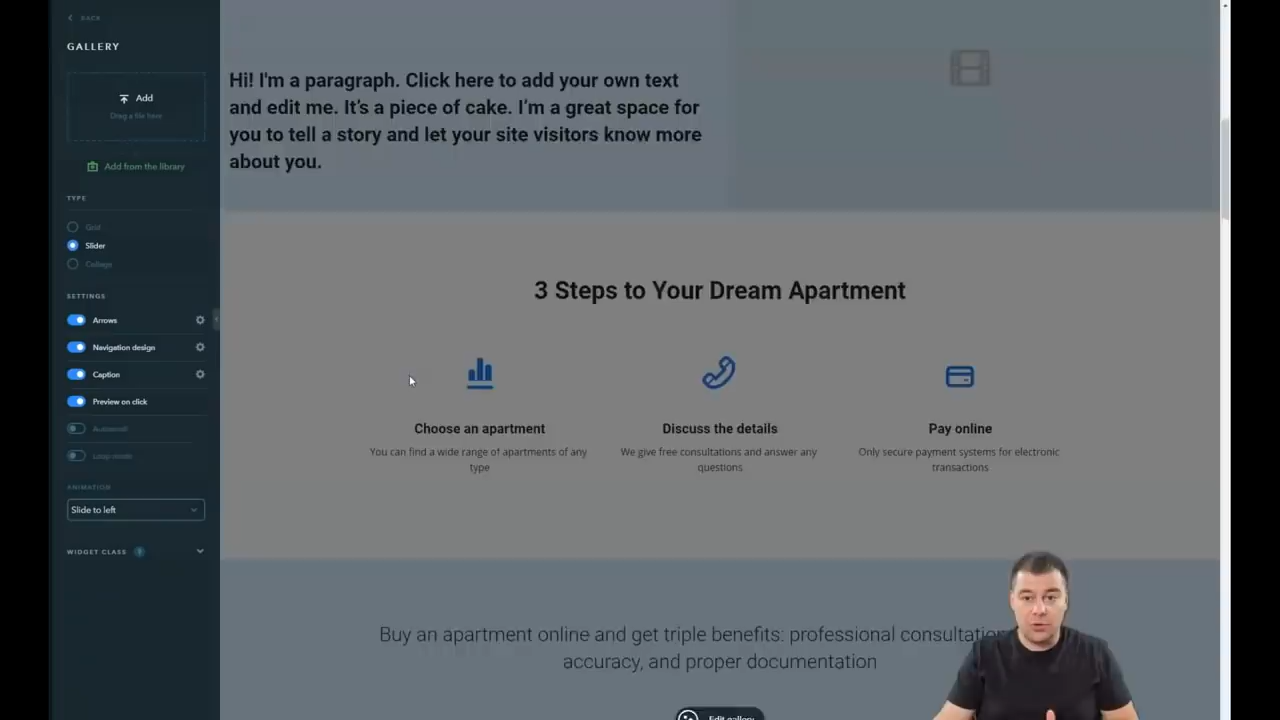 BACK
GALLERY
Add
Drag a file here
Add from the library
TYPE
Grid
Slider
Collage
SETTINGS
Arrows
Navigation design
Caption
Preview on click
Autoscroll
Loop mode
ANIMATION
Slide to left
WIDGET CLASS
Hi! I'm a paragraph. Click here to add your own text
and edit me. It's a piece of cake. I'm a great space for
you to tell a story and let your site visitors know more
about you.
3 Steps to Your Dream Apartment
Choose an apartment
You can find a wide range of apartments of any
type
Discuss the details
We give free consultations and answer any
questions
Pay online
Only secure payment systems for electronic
transactions
Buy an apartment online and get triple benefits: professional
accuracy, and proper documentation
Edit gallery